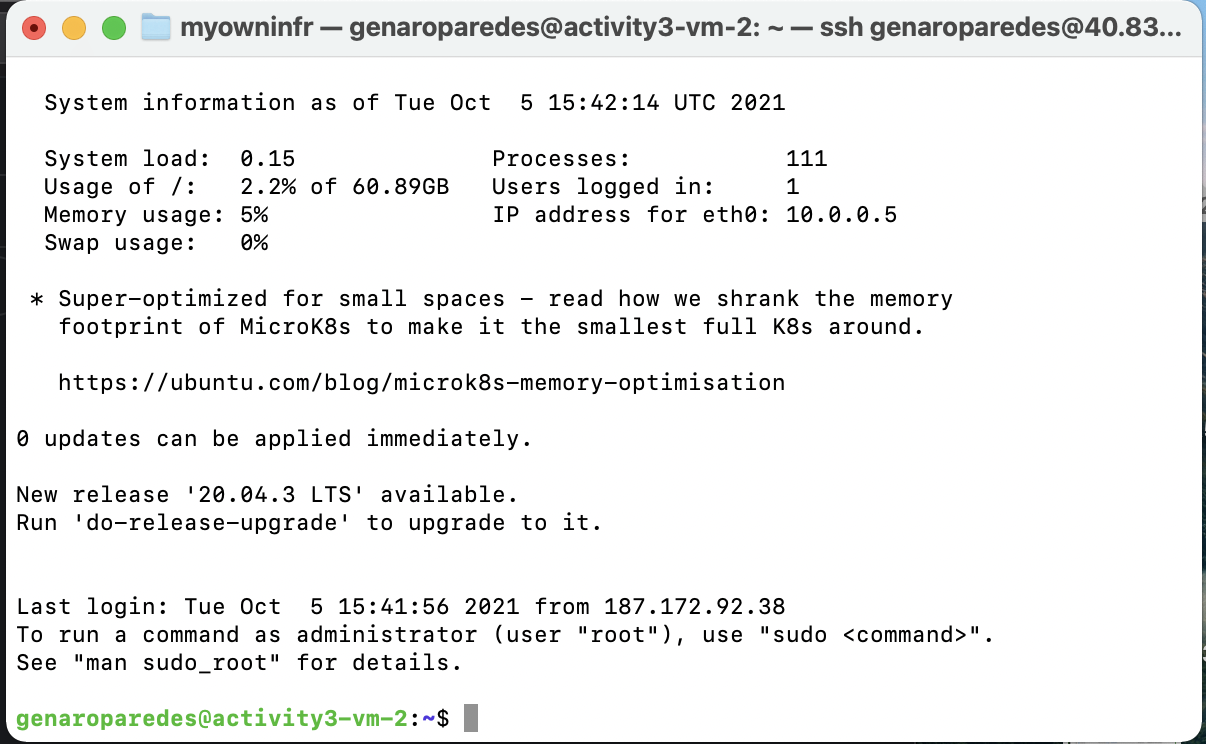 myowninfr — genaroparedes@activity3-vm-2: ~ — ssh genaroparedes@40.83...
System information as of Tue Oct  5 15:42:14 UTC 2021
System load:  0.15              Processes:           111
Usage of /:   2.2% of 60.89GB   Users logged in:     1
Memory usage: 5%                IP address for eth0: 10.0.0.5
Swap usage:   0%
* Super-optimized for small spaces - read how we shrank the memory
footprint of MicroK8s to make it the smallest full K8s around.
https://ubuntu.com/blog/microk8s-memory-optimisation
0 updates can be applied immediately.
New release '20.04.3 LTS' available.
Run 'do-release-upgrade' to upgrade to it.
Last login: Tue Oct  5 15:41:56 2021 from 187.172.92.38
To run a command as administrator (user "root"), use "sudo <command>".
See "man sudo_root" for details.
genaroparedes@activity3-vm-2:~$